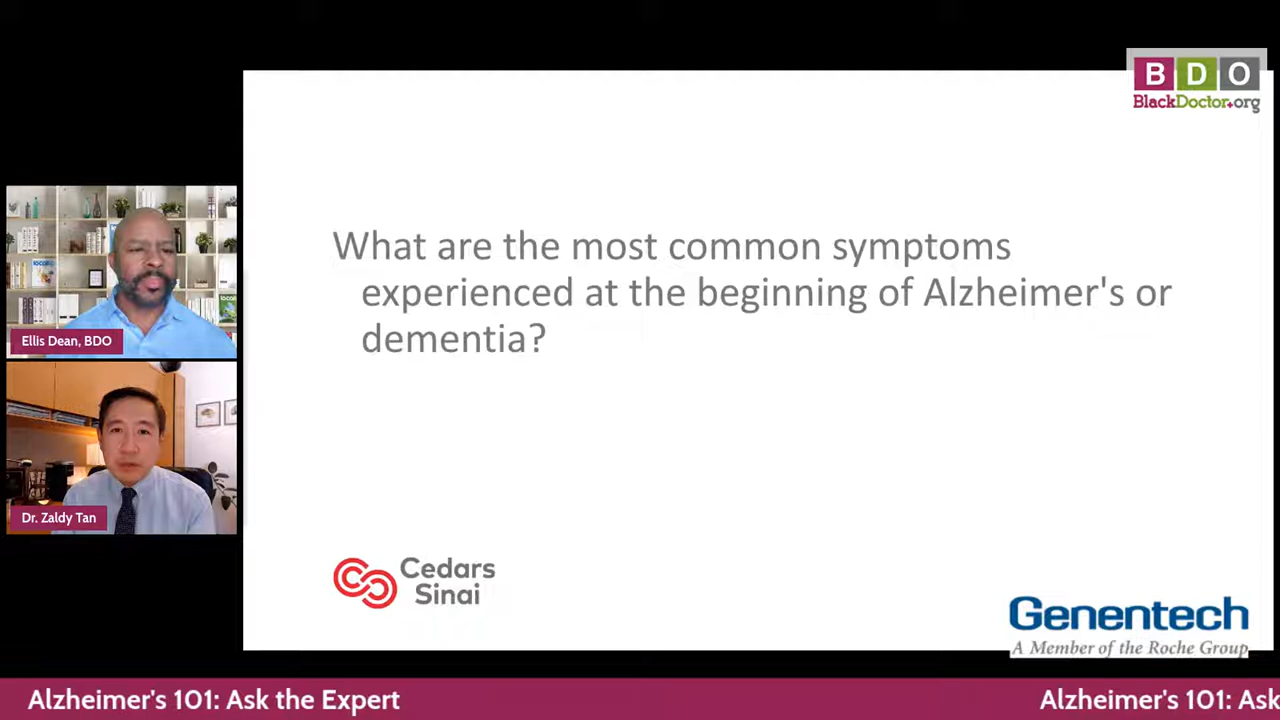 B D O
BlackDoctor.org
What are the most common symptoms
experienced at the beginning of Alzheimer's or
dementia?
Ellis Dean, BDO
Dr. Zaldy Tan
Cedars
Sinai
Genentech
A Member of the Roche Group
Alzheimer's 101: Ask the Expert
Alzheimer's 101: Ask